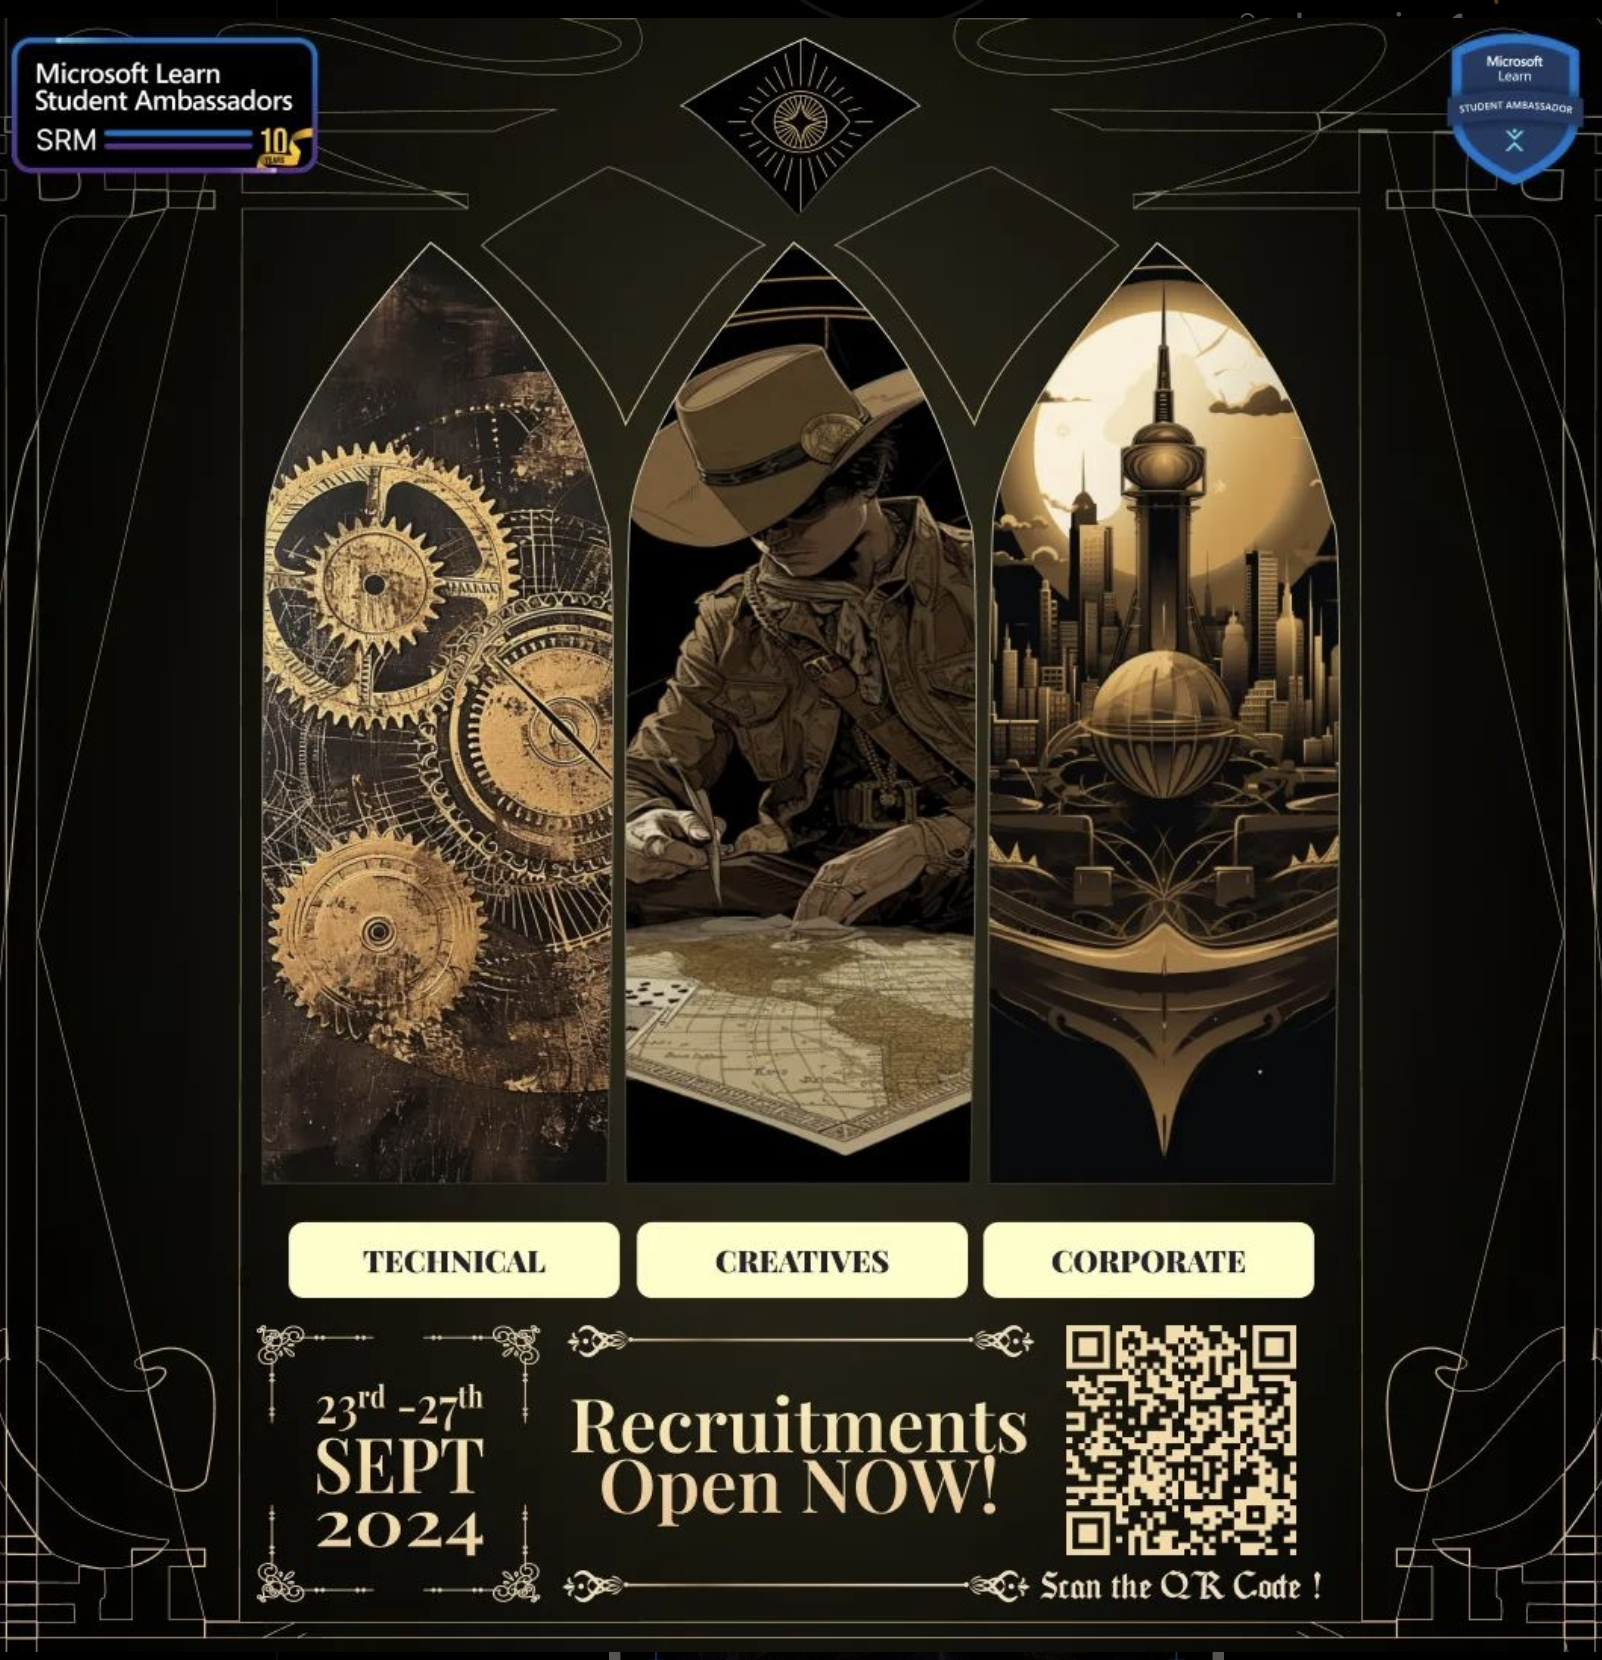 Microsoft Learn
Student Ambassadors
SRM
10
YEARS
Microsoft
Learn
STUDENT AMBASSADOR
TECHNICAL
CREATIVES
CORPORATE
23rd -27th
SEPT
2024
Recruitments
Open NOW!
Scan the QR Code !